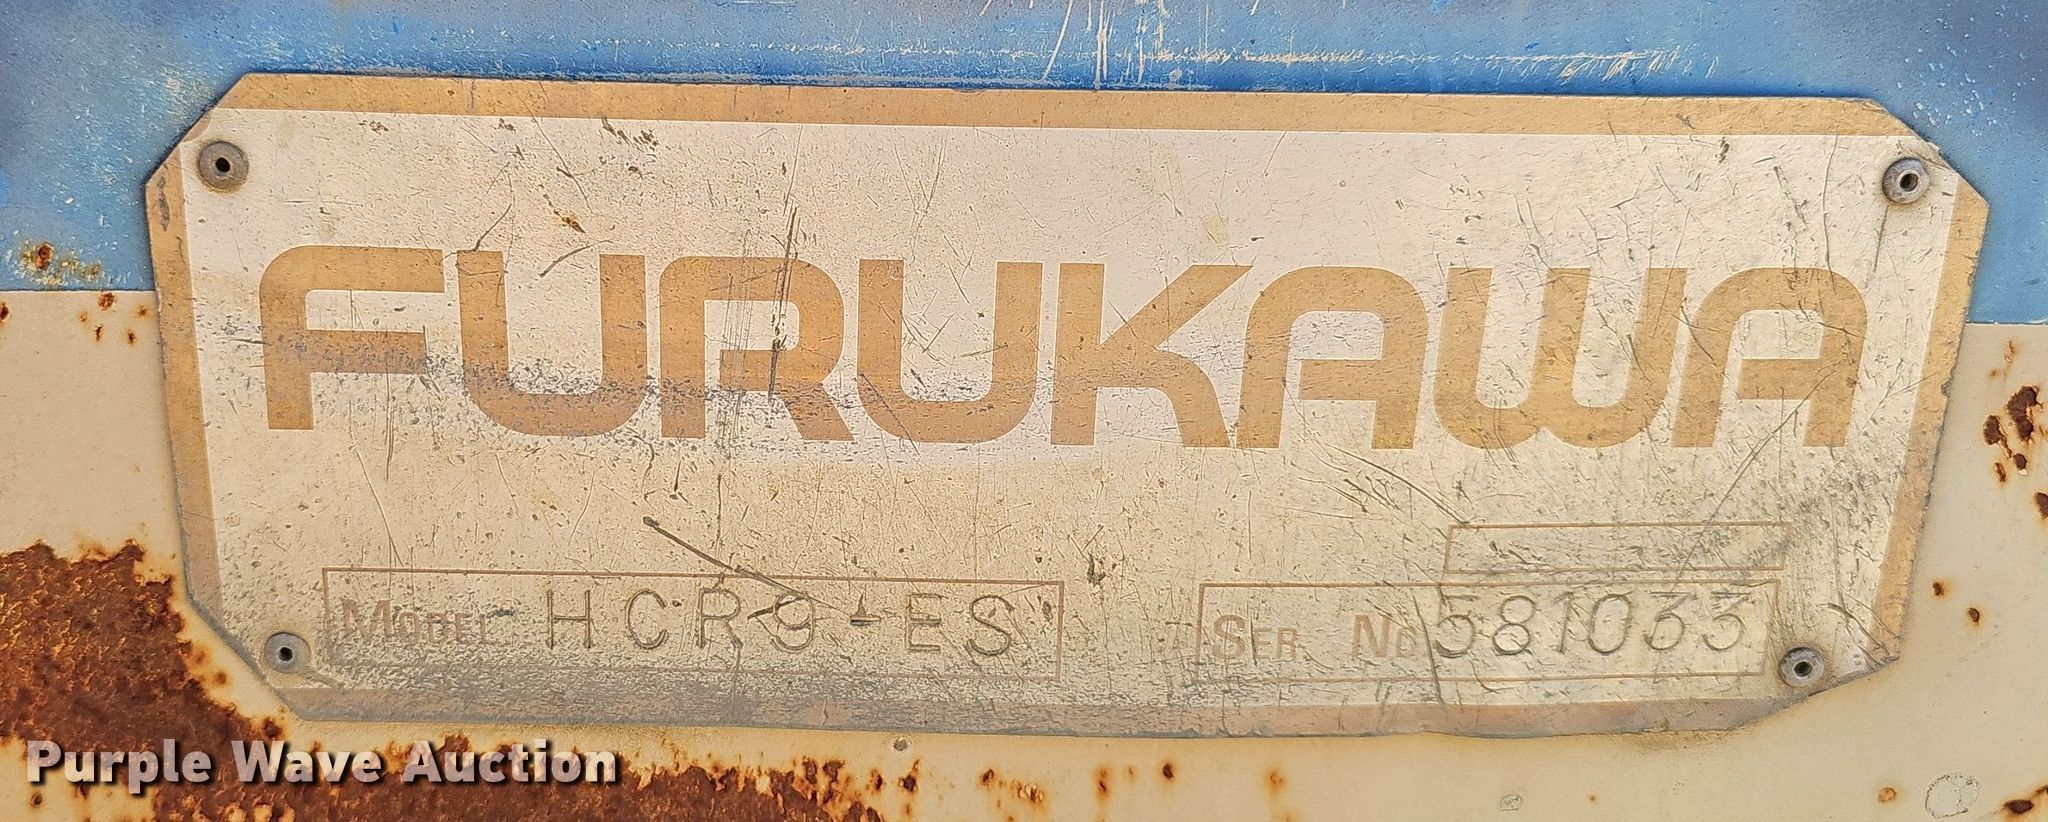 FURUKAWA
MODEL HCR9-ES SER NO 581033
Purple Wave Auction